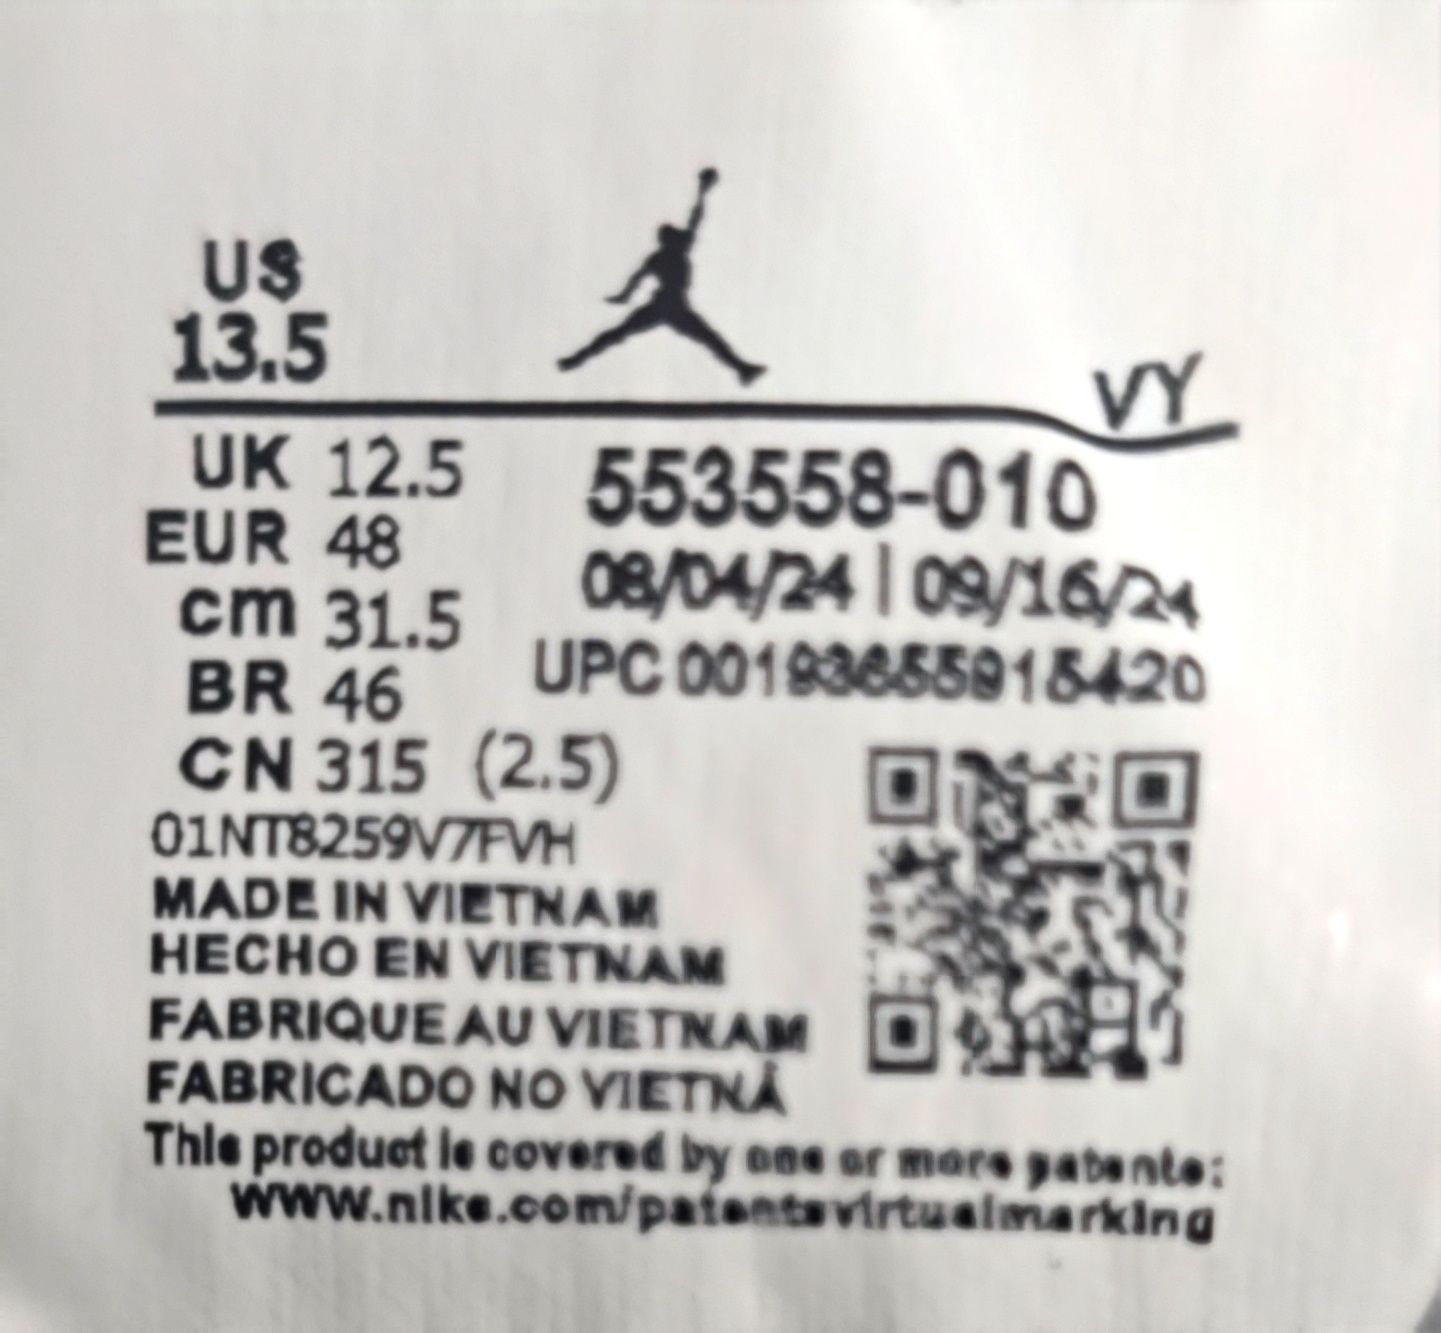 US
13.5
VY
UK 12.5
EUR 48
cm 31.5
BR 46
CN 315 (2.5)
553558-010
08/04/24 | 09/16/24
UPC 00193655915420
01NT8259V7FVH
MADE IN VIETNAM
HECHO EN VIETNAM
FABRIQUE AU VIETNAM
FABRICADO NO VIETNÃ
This product is covered by one or more patents:
WWW.nike.com/patentsvirtualmarking